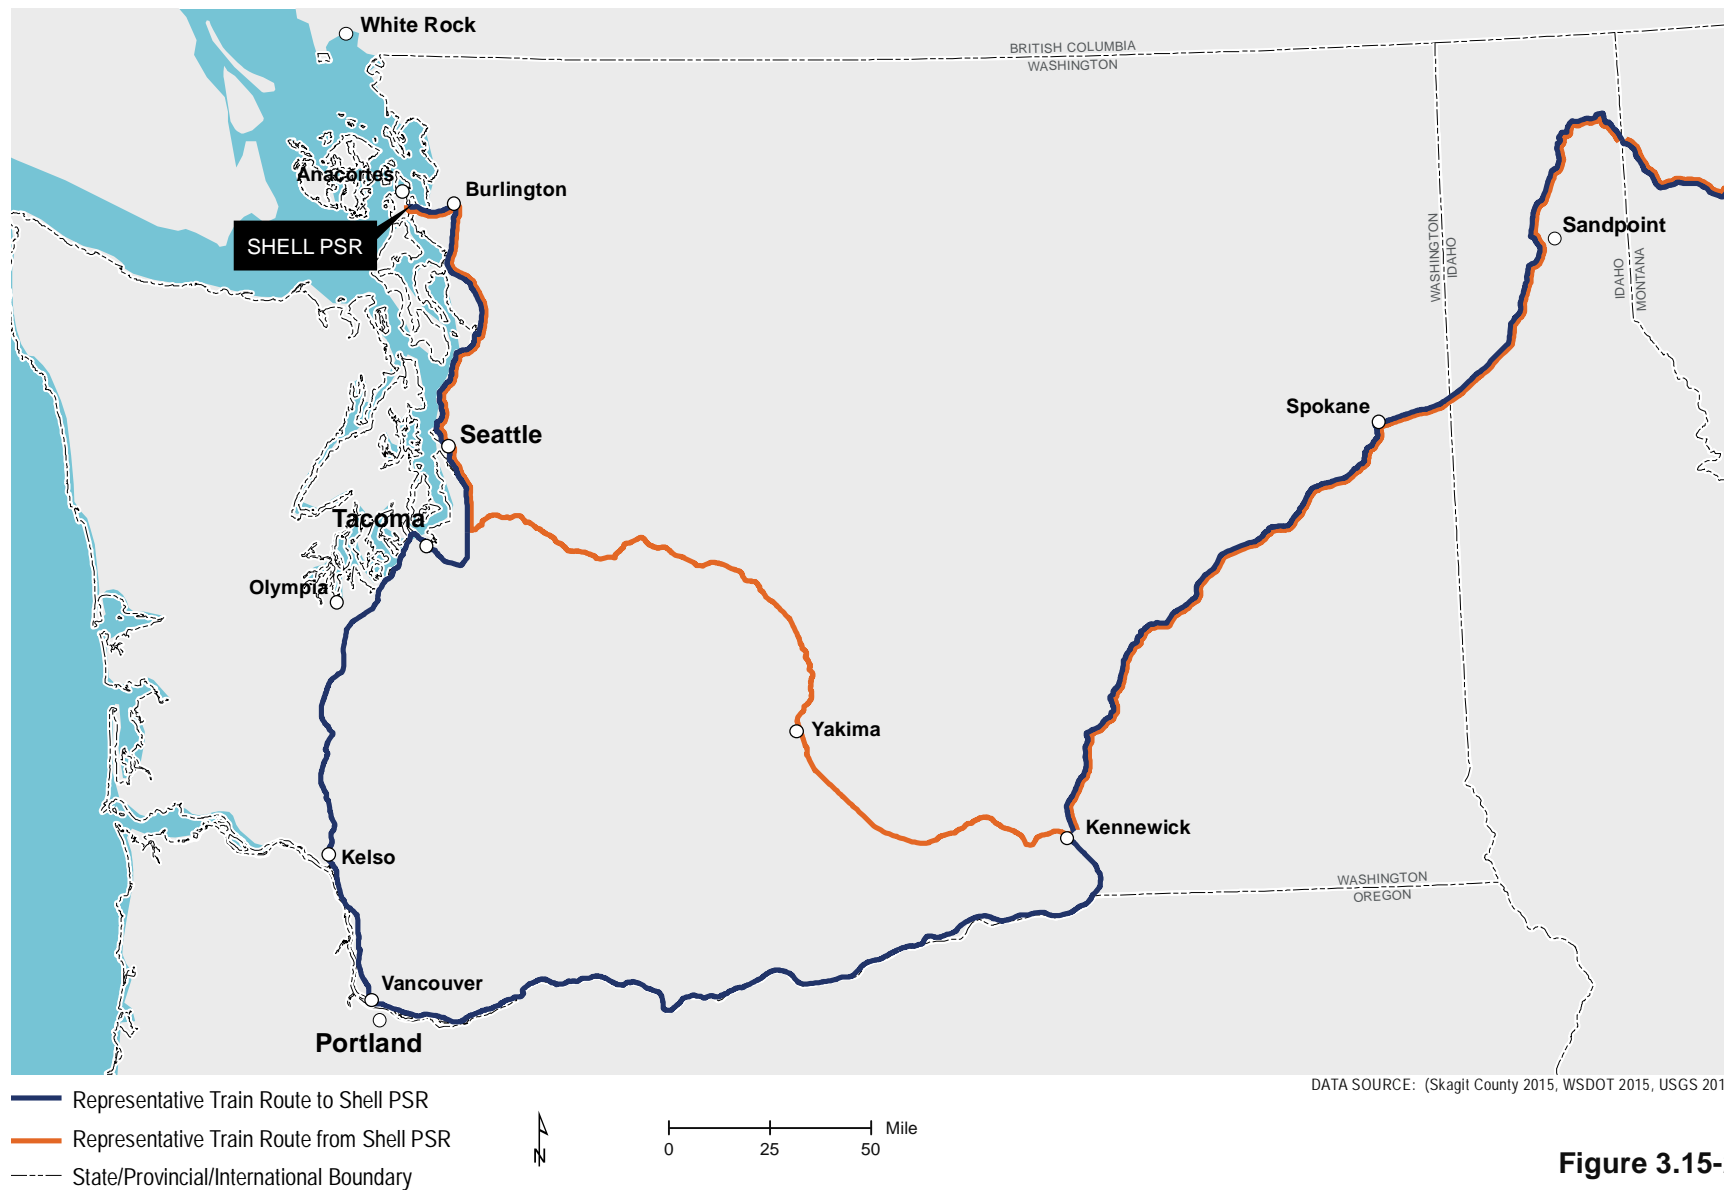 White Rock
BRITISH COLUMBIA
WASHINGTON
Anacortes
Burlington
SHELL PSR
Sandpoint
WASHINGTON
IDAHO
IDAHO
MONTANA
Spokane
Seattle
Tacoma
Olympia
Yakima
Kennewick
Kelso
WASHINGTON
OREGON
Vancouver
Portland
DATA SOURCE: (Skagit County 2015, WSDOT 2015, USGS 201
Representative Train Route to Shell PSR
Representative Train Route from Shell PSR
State/Provincial/International Boundary
N
0 25 50 Mile
Figure 3.15-